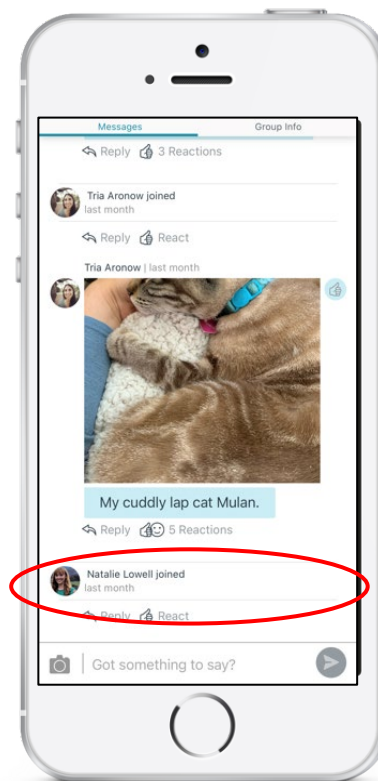 Messages Group Info
Reply 3 Reactions
Tria Aronow joined
last month
Reply React
Tria Aronow | last month
My cuddly lap cat Mulan.
Reply 5 Reactions
Natalie Lowell joined
last month
Reply React
Got something to say?